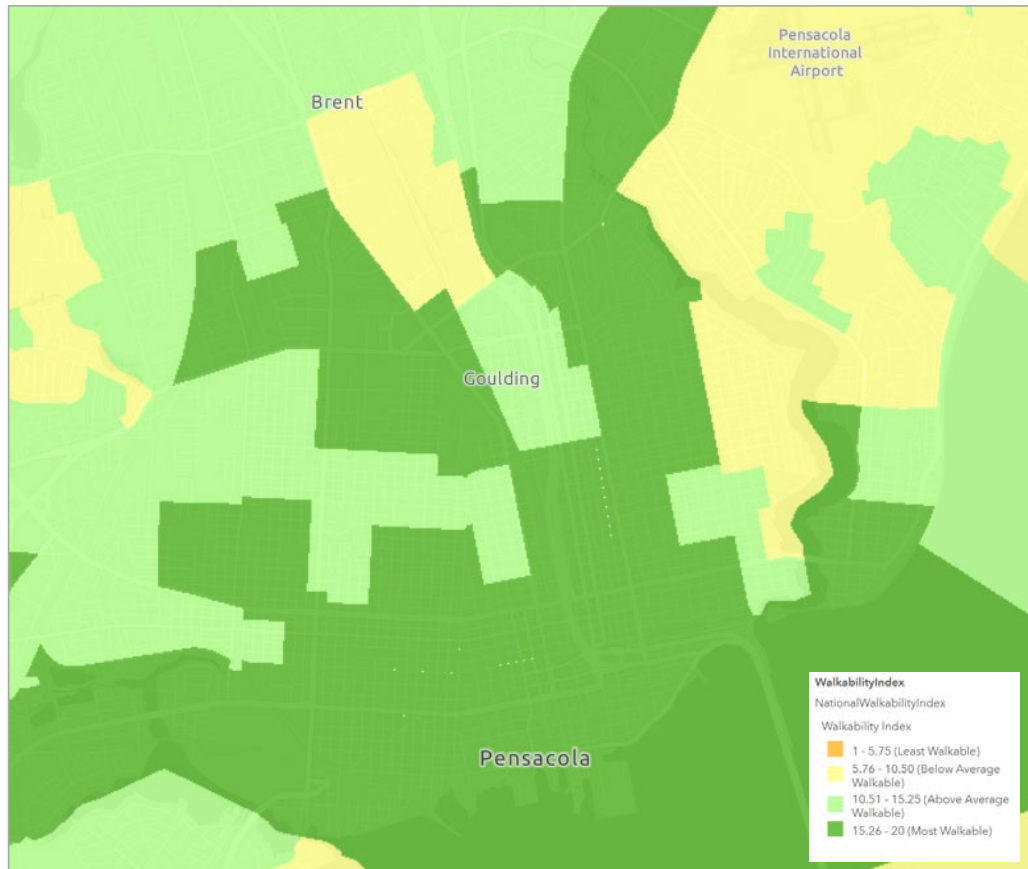 Pensacola
International
Airport
Brent
Goulding
Pensacola
WalkabilityIndex
NationalWalkabilityIndex
Walkability Index
1 - 5.75 (Least Walkable)
5.76 - 10.50 (Below Average
Walkable)
10.51 - 15.25 (Above Average
Walkable)
15.26 - 20 (Most Walkable)